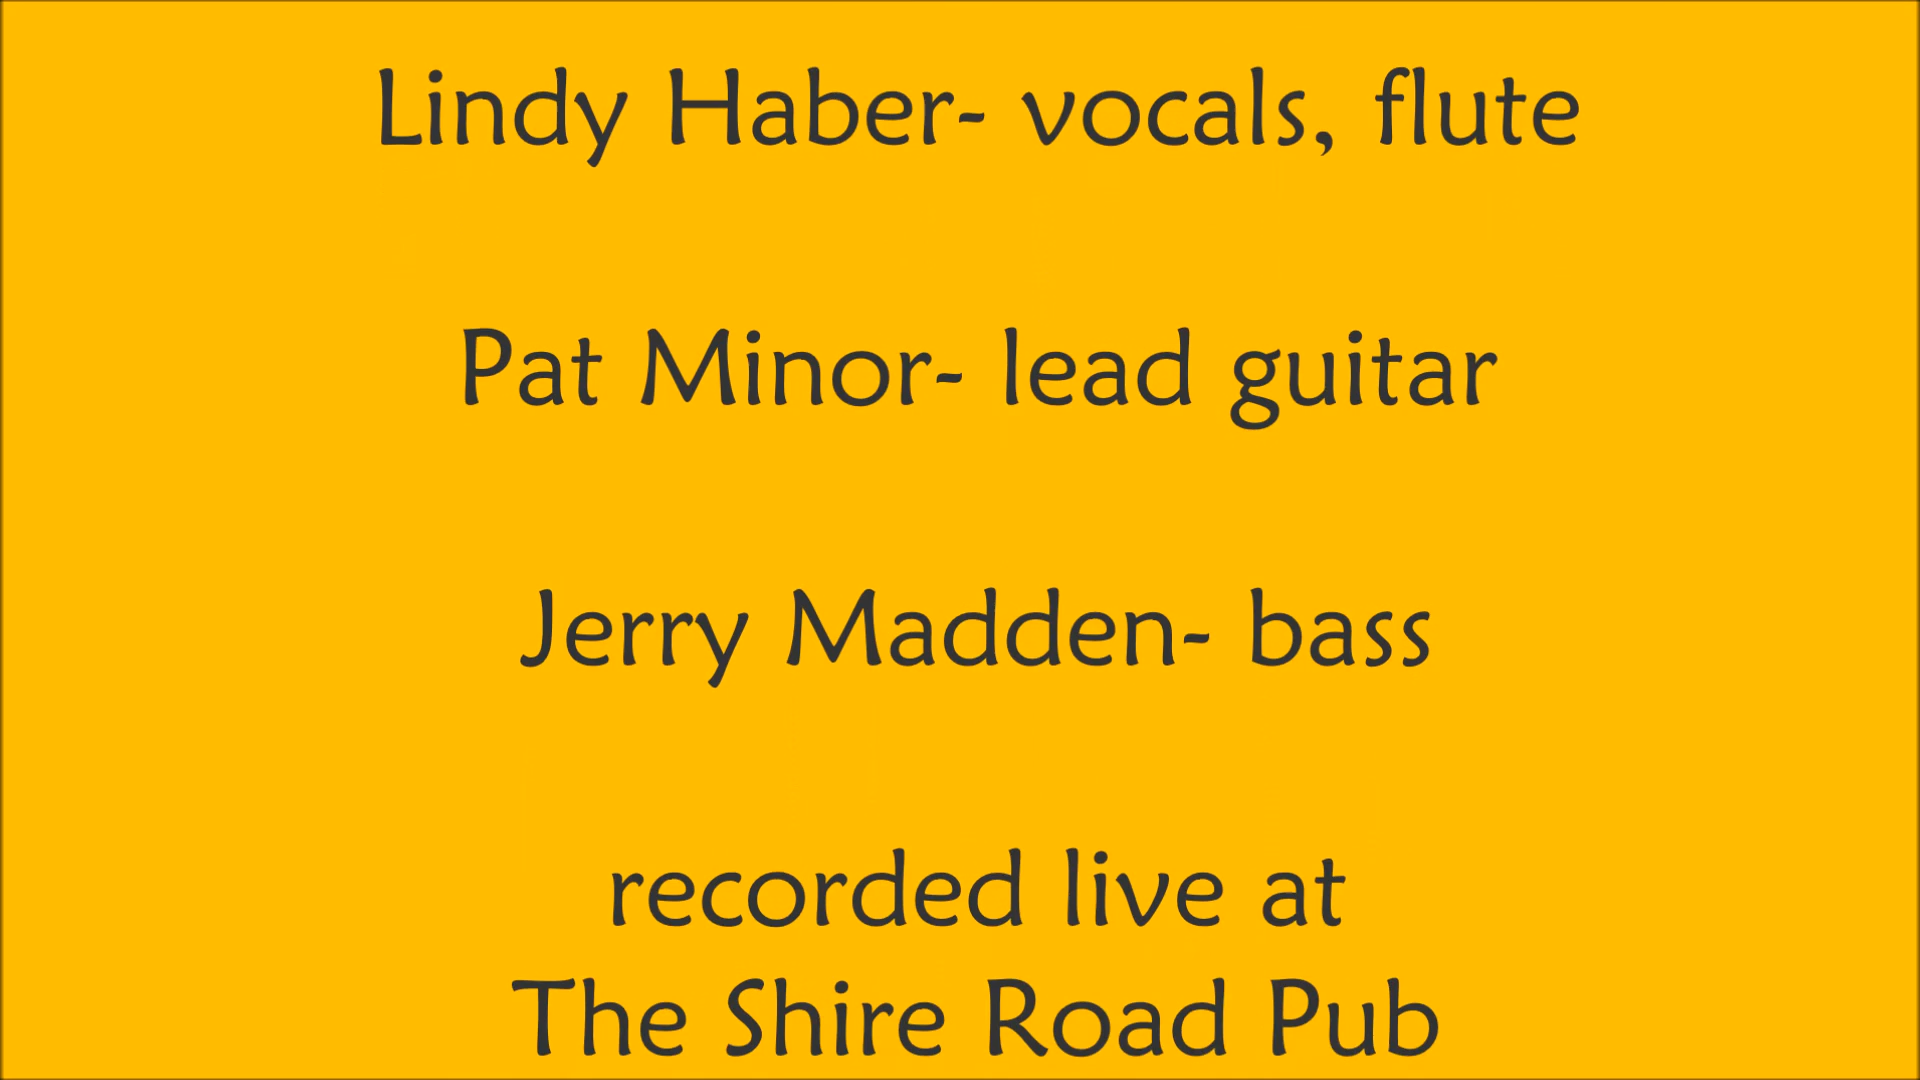 Lindy Haber- vocals, flute
Pat Minor- lead guitar
Jerry Madden- bass
recorded live at
The Shire Road Pub